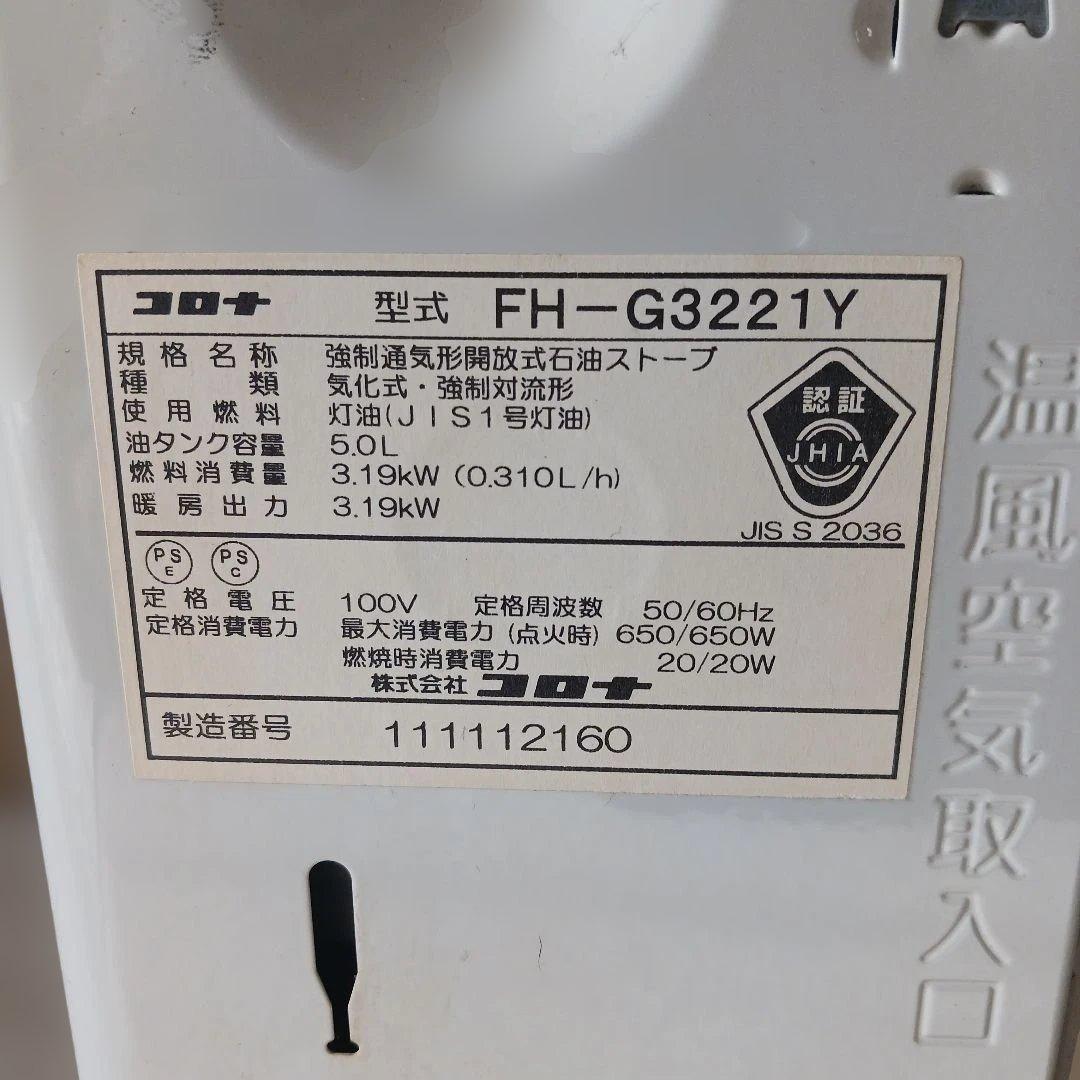 コロナ 型式 FH-G3221Y
規格名称 強制通気形開放式石油ストーブ
種類 気化式・強制対流形
使用燃料 灯油(JIS1号灯油)
油タンク容量 5.0L
燃料消費量 3.19kW (0.310L/h)
暖房出力 3.19kW
認証
JHIA
JIS S 2036
PS E PS C
定格電圧 100V 定格周波数 50/60Hz
定格消費電力 最大消費電力 (点火時) 650/650W
燃焼時消費電力 20/20W
株式会社 コロナ
製造番号 111112160
温風空気取入口